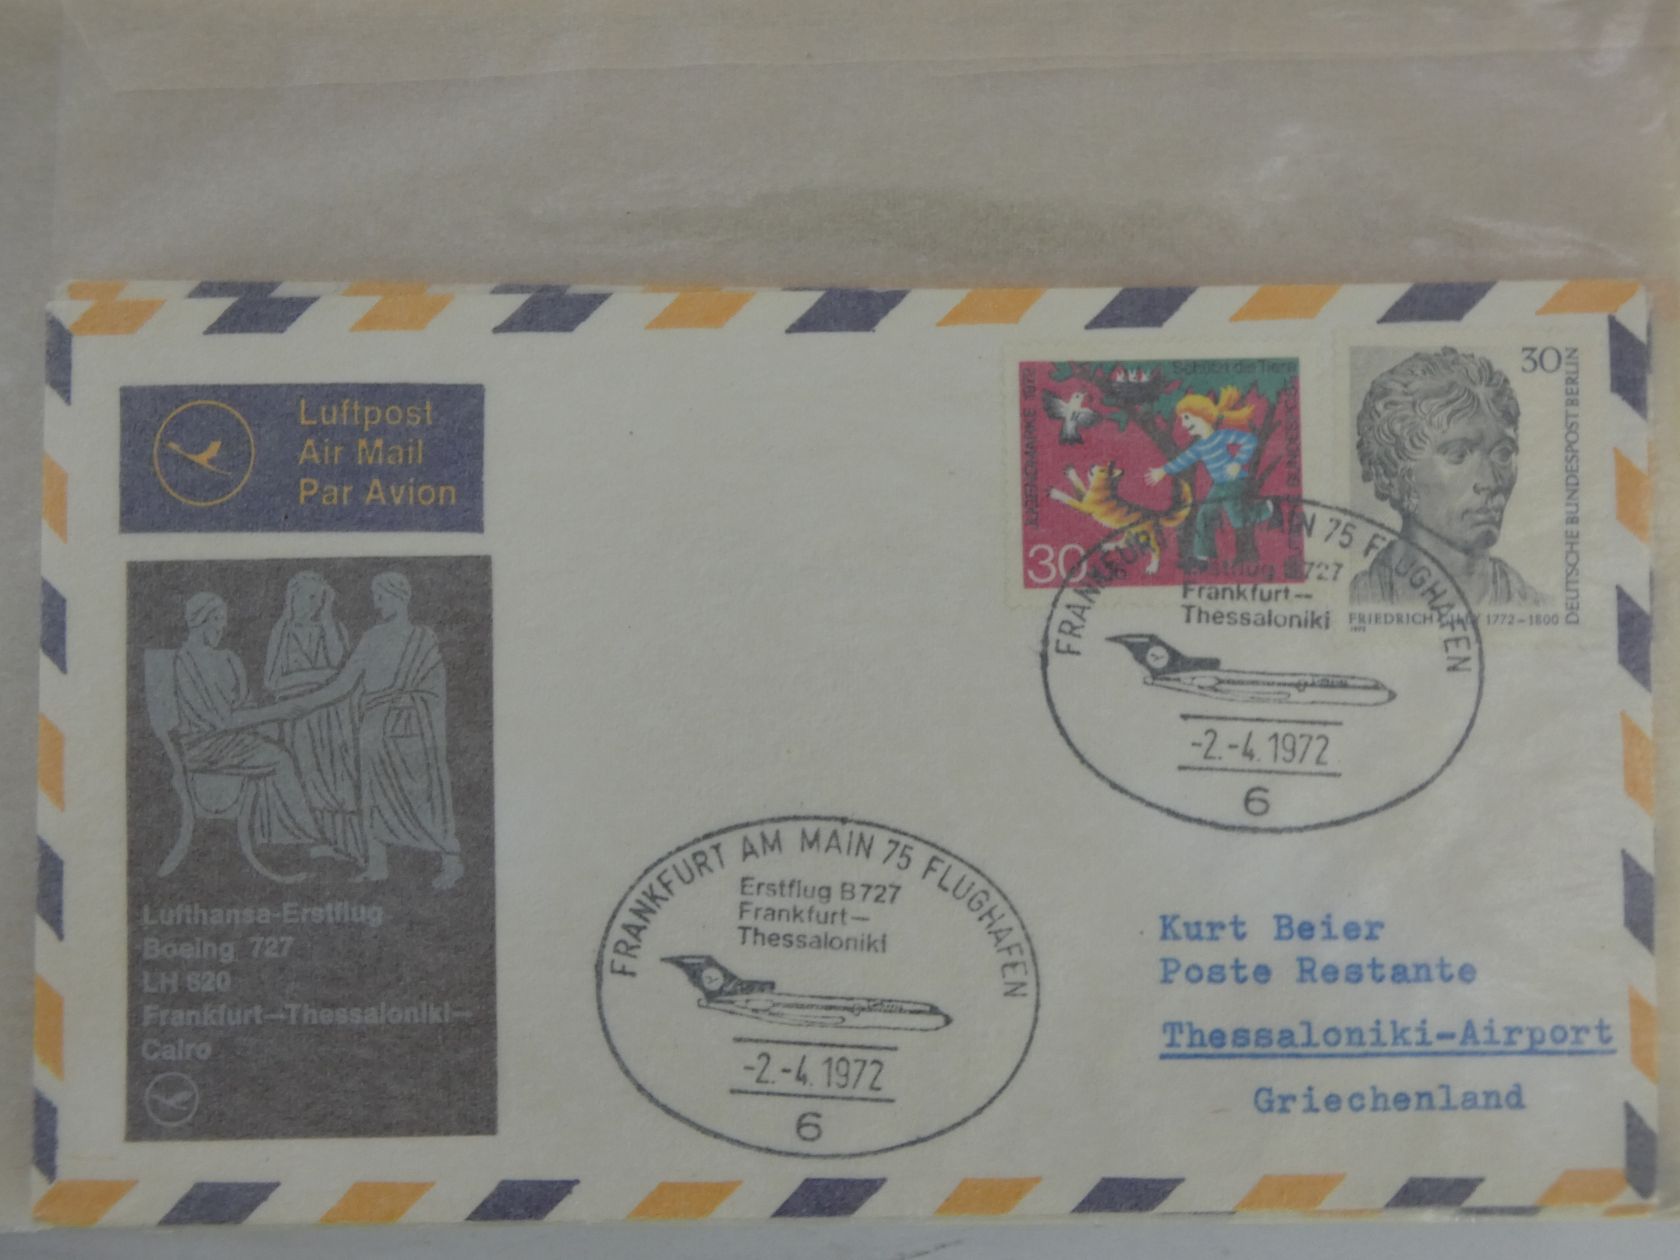 Luftpost
Air Mail
Par Avion
Lufthansa-Erstflug
Boeing 727
LH 620
Frankfurt—Thessaloniki—
Cairo
Schützt die Tiere
JUGENDMARKE 1972
30
30
DEUTSCHE BUNDESPOST BERLIN
FRIEDRICH GILLY 1772-1800
1972
FRANKFURT AM MAIN 75 FLUGHAFEN
Erstflug B727
Frankfurt—
Thessaloniki
-2.-4.1972
6
FRANKFURT AM MAIN 75 FLUGHAFEN
Erstflug B727
Frankfurt—
Thessaloniki
-2.-4.1972
6
Kurt Beier
Poste Restante
Thessaloniki-Airport
Griechenland